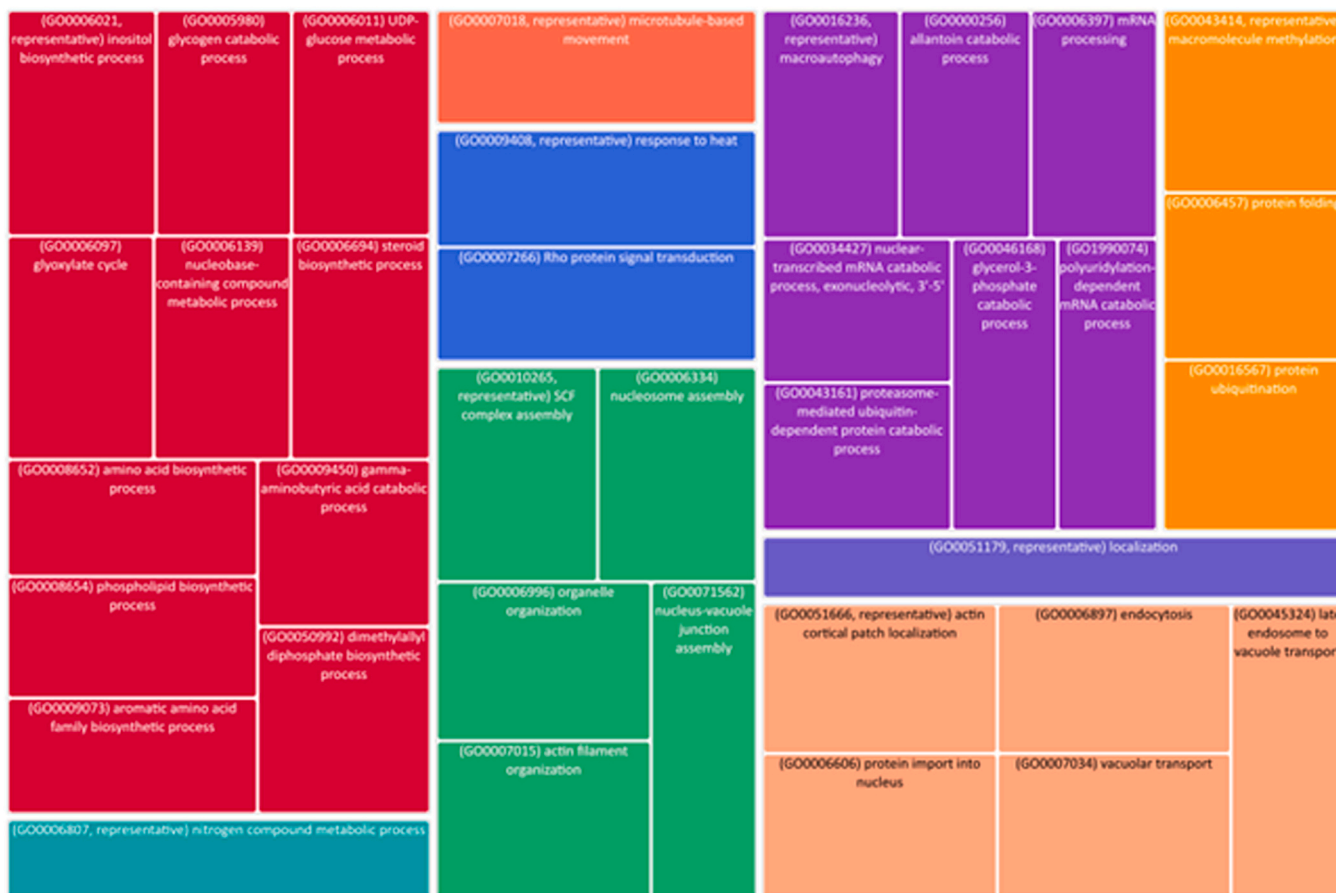 (GO0006021,
representative) inositol
biosynthetic process
(GO0005980)
glycogen catabolic
process
(GO0006011) UDP-
glucose metabolic
process
(GO0006097)
glyoxylate cycle
(GO0006139)
nucleobase-
containing compound
metabolic process
(GO0006694) steroid
biosynthetic process
(GO0008652) amino acid biosynthetic
process
(GO0009450) gamma-
aminobutyric acid catabolic
process
(GO0008654) phospholipid biosynthetic
process
(GO0050992) dimethylallyl
diphosphate biosynthetic
process
(GO0009073) aromatic amino acid
family biosynthetic process
(GO0006807, representative) nitrogen compound metabolic process
(GO0007018, representative) microtubule-based
movement
(GO0009408, representative) response to heat
(GO0007266) Rho protein signal transduction
(GO0010265,
representative) SCF
complex assembly
(GO0006334)
nucleosome assembly
(GO0006996) organelle
organization
(GO0071562)
nucleus-vacuole
junction
assembly
(GO0007015) actin filament
organization
(GO0016236,
representative)
macroautophagy
(GO0000256)
allantoin catabolic
process
(GO0006397) mRNA
processing
(GO0034427) nuclear-
transcribed mRNA catabolic
process, exonucleolytic, 3'-5'
(GO0046168)
glycerol-3-
phosphate
catabolic
process
(GO1990074)
polyuridylation-
dependent
mRNA catabolic
process
(GO0043161) proteasome-
mediated ubiquitin-
dependent protein catabolic
process
(GO0043414, representative
macromolecule methylation
(GO0006457) protein folding
(GO0016567) protein
ubiquitination
(GO0051179, representative) localization
(GO0051666, representative) actin
cortical patch localization
(GO0006897) endocytosis
(GO0045324) late
endosome to
vacuole transport
(GO0006606) protein import into
nucleus
(GO0007034) vacuolar transport